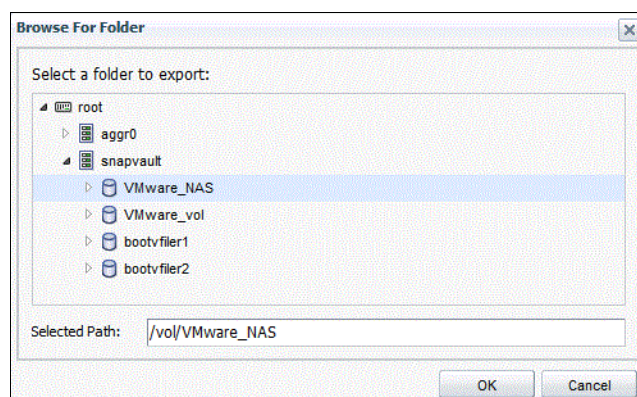 Browse For Folder
Select a folder to export:
root
aggr0
snapvault
VMware_NAS
VMware_vol
bootvfiler1
bootvfiler2
Selected Path: /vol/VMware_NAS
OK Cancel